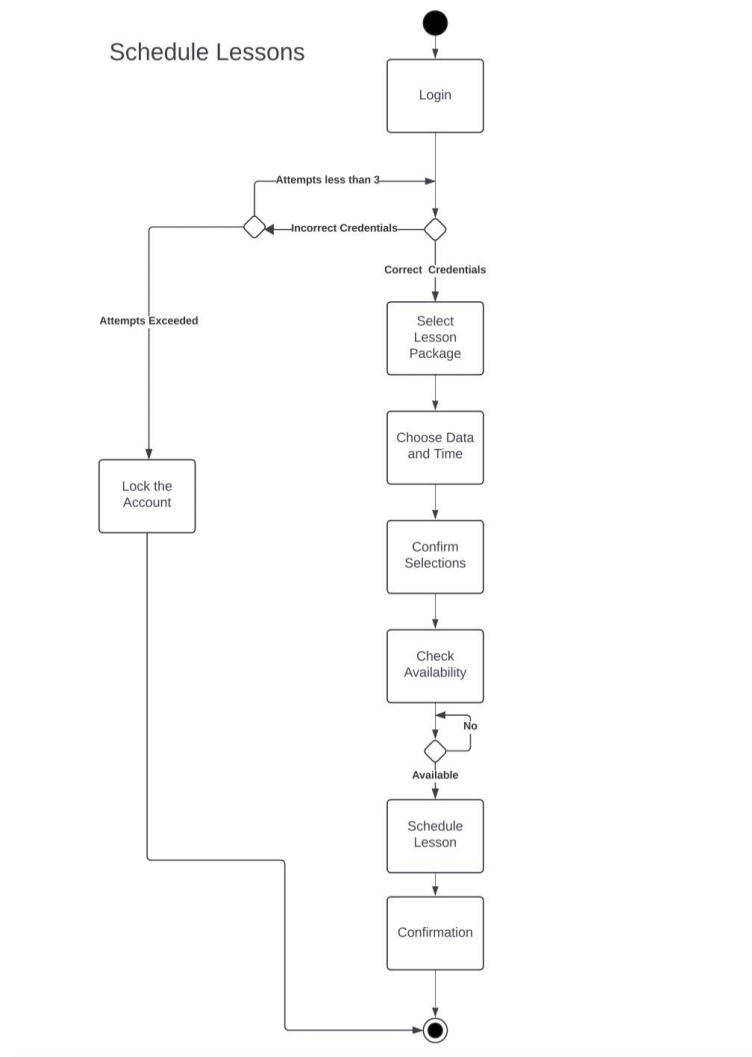 Schedule Lessons
Login
Attempts less than 3
Incorrect Credentials
Correct Credentials
Attempts Exceeded
Select
Lesson
Package
Choose Data
and Time
Lock the
Account
Confirm
Selections
Check
Availability
No
Available
Schedule
Lesson
Confirmation